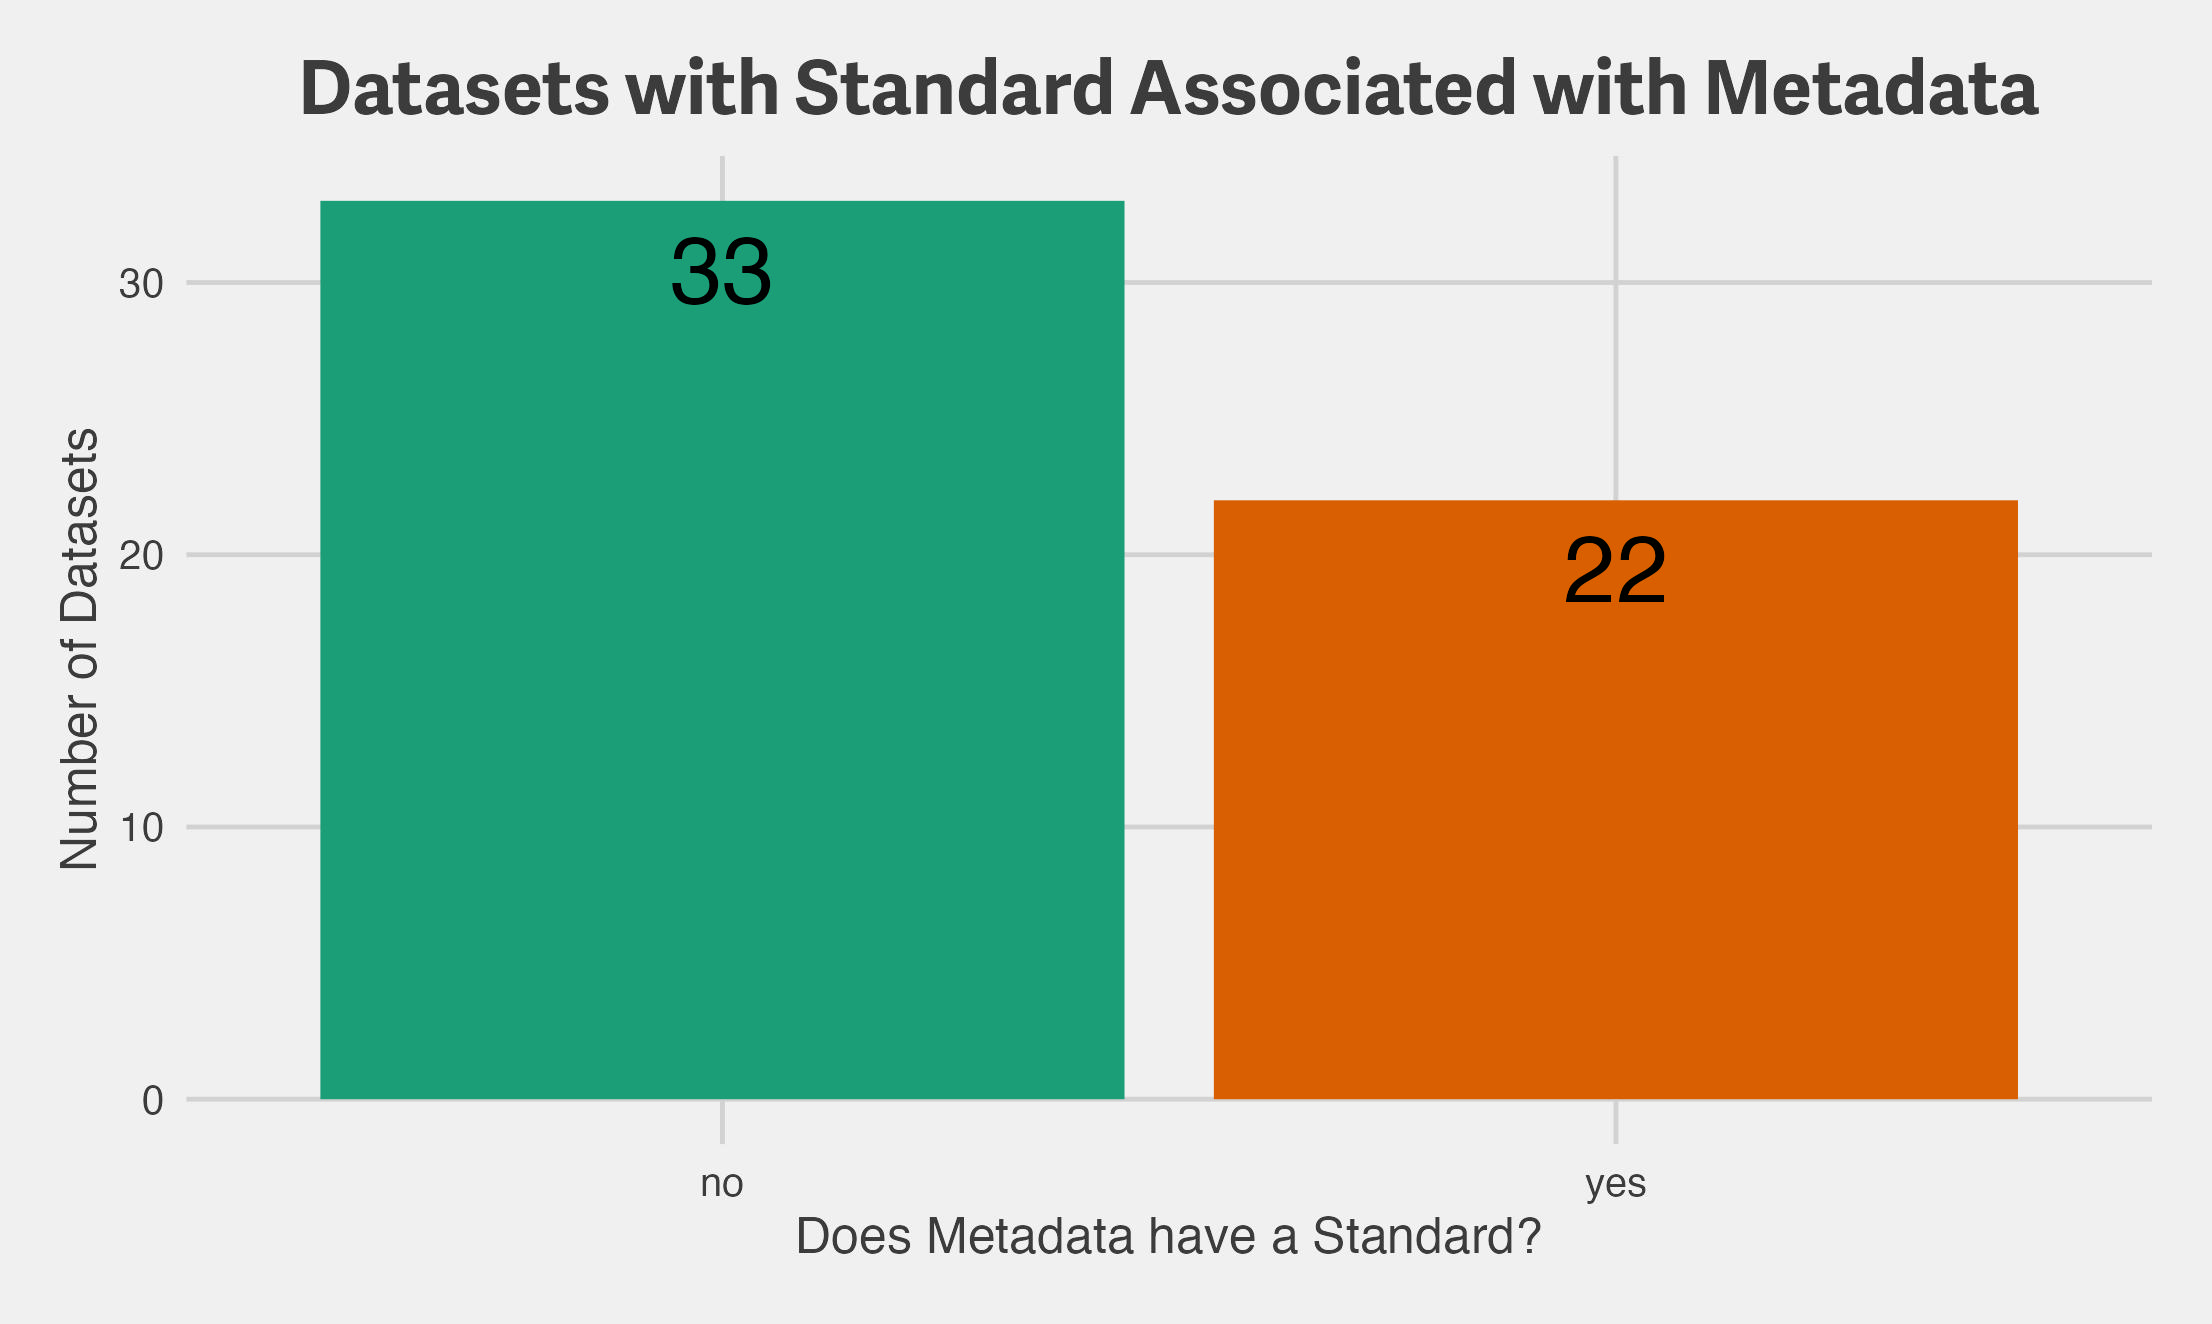 Datasets with Standard Associated with Metadata
33
30
22
20
10
0
Number of Datasets
no
yes
Does Metadata have a Standard?